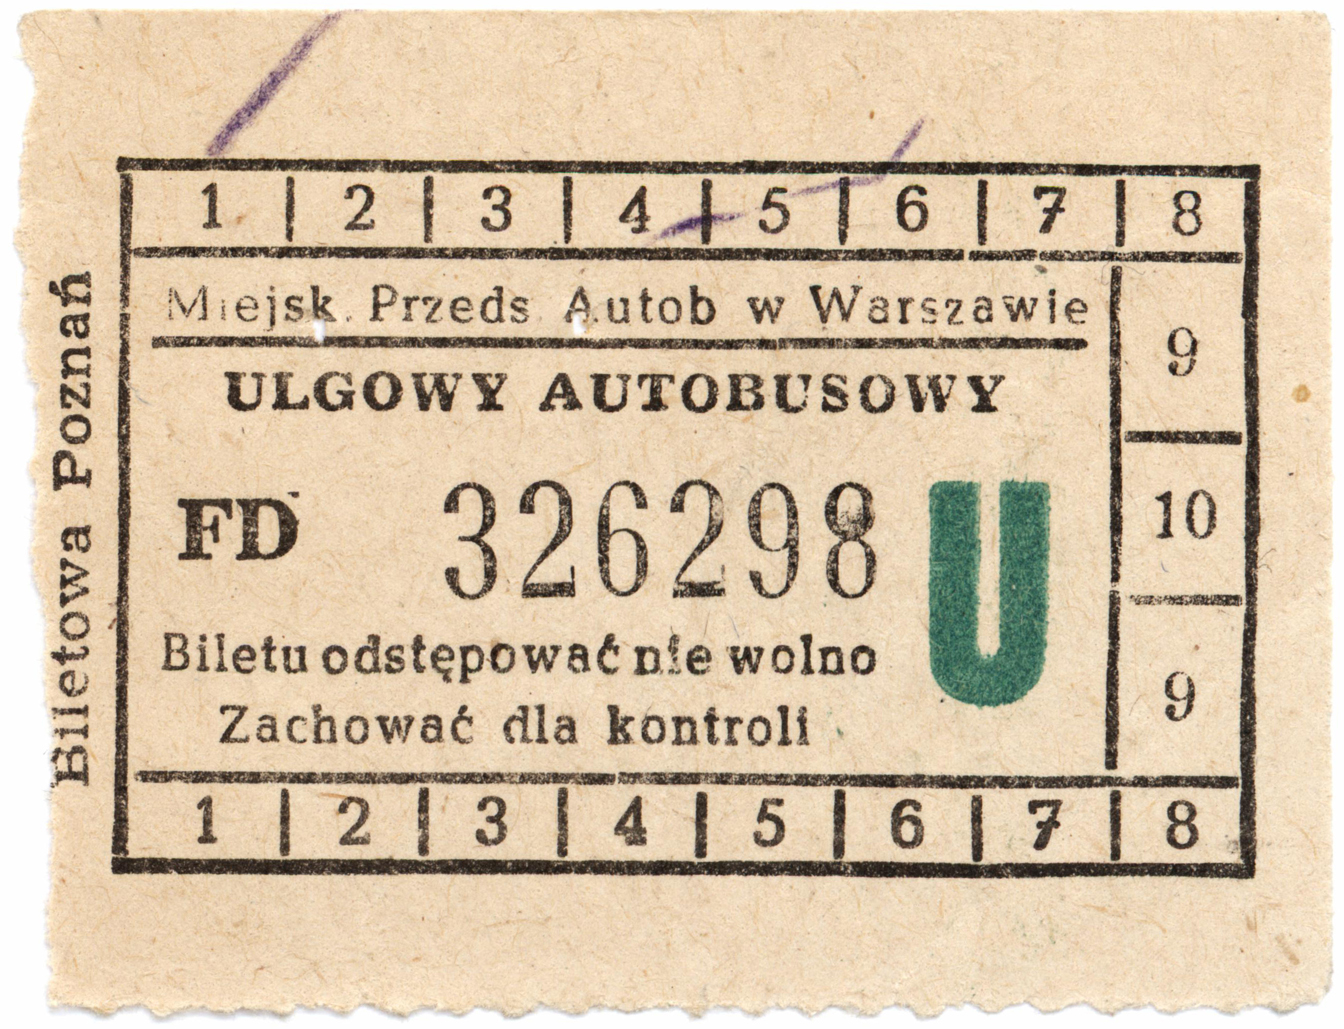 1 | 2 | 3 | 4 | 5 | 6 | 7 | 8
Miejsk. Przeds. Autob w Warszawie
9
ULGOWY AUTOBUSOWY
FD 326298 U
10
Biletu odstępować nie wolno
9
Zachować dla kontroli
1 | 2 | 3 | 4 | 5 | 6 | 7 | 8
Biletowa Poznań